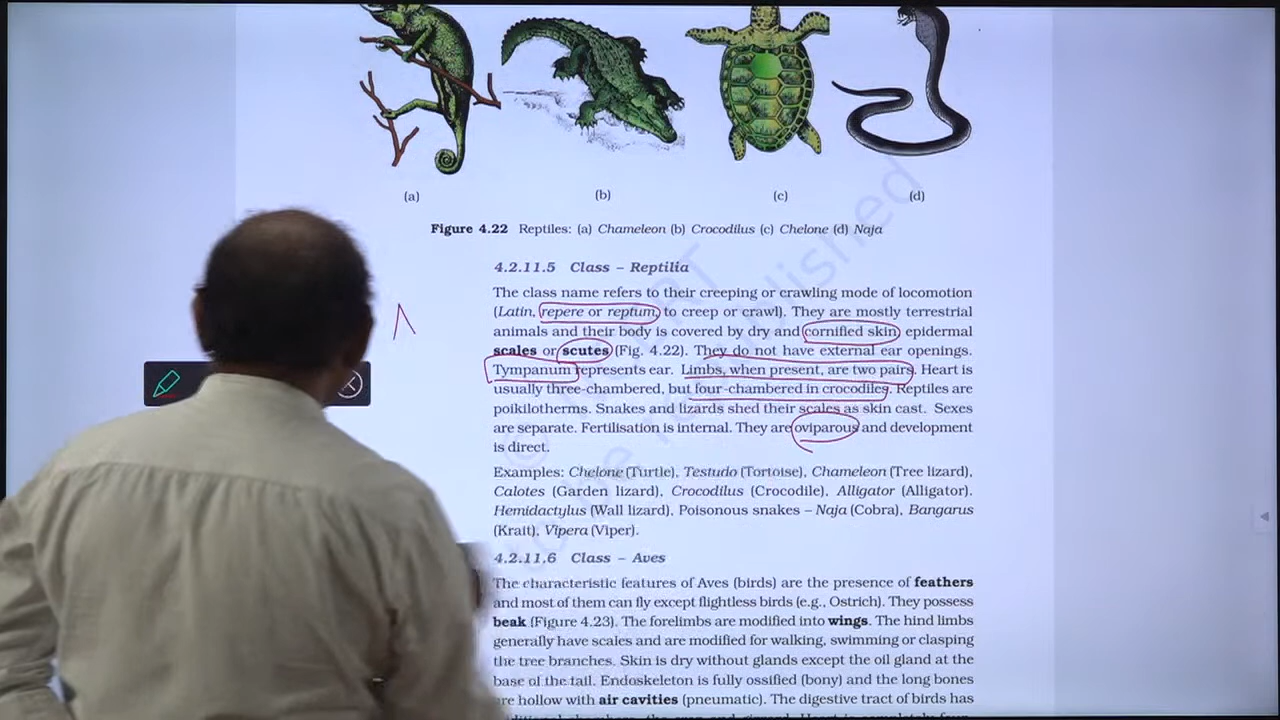 (a) (b) (c) (d)
Figure 4.22 Reptiles: (a) Chameleon (b) Crocodilus (c) Chelone (d) Naja
4.2.11.5 Class – Reptilia
The class name refers to their creeping or crawling mode of locomotion
(Latin, repere or reptum, to creep or crawl). They are mostly terrestrial
animals and their body is covered by dry and cornified skin, epidermal
scales or scutes (Fig. 4.22). They do not have external ear openings.
Tympanum represents ear. Limbs, when present, are two pairs. Heart is
usually three-chambered, but four-chambered in crocodiles. Reptiles are
poikilotherms. Snakes and lizards shed their scales as skin cast. Sexes
are separate. Fertilisation is internal. They are oviparous and development
is direct.
Examples: Chelone (Turtle), Testudo (Tortoise), Chameleon (Tree lizard),
Calotes (Garden lizard), Crocodilus (Crocodile), Alligator (Alligator).
Hemidactylus (Wall lizard), Poisonous snakes – Naja (Cobra), Bangarus
(Krait), Vipera (Viper).
4.2.11.6 Class – Aves
The characteristic features of Aves (birds) are the presence of feathers
and most of them can fly except flightless birds (e.g., Ostrich). They possess
beak (Figure 4.23). The forelimbs are modified into wings. The hind limbs
generally have scales and are modified for walking, swimming or clasping
the tree branches. Skin is dry without glands except the oil gland at the
base of the tail. Endoskeleton is fully ossified (bony) and the long bones
are hollow with air cavities (pneumatic). The digestive tract of birds has